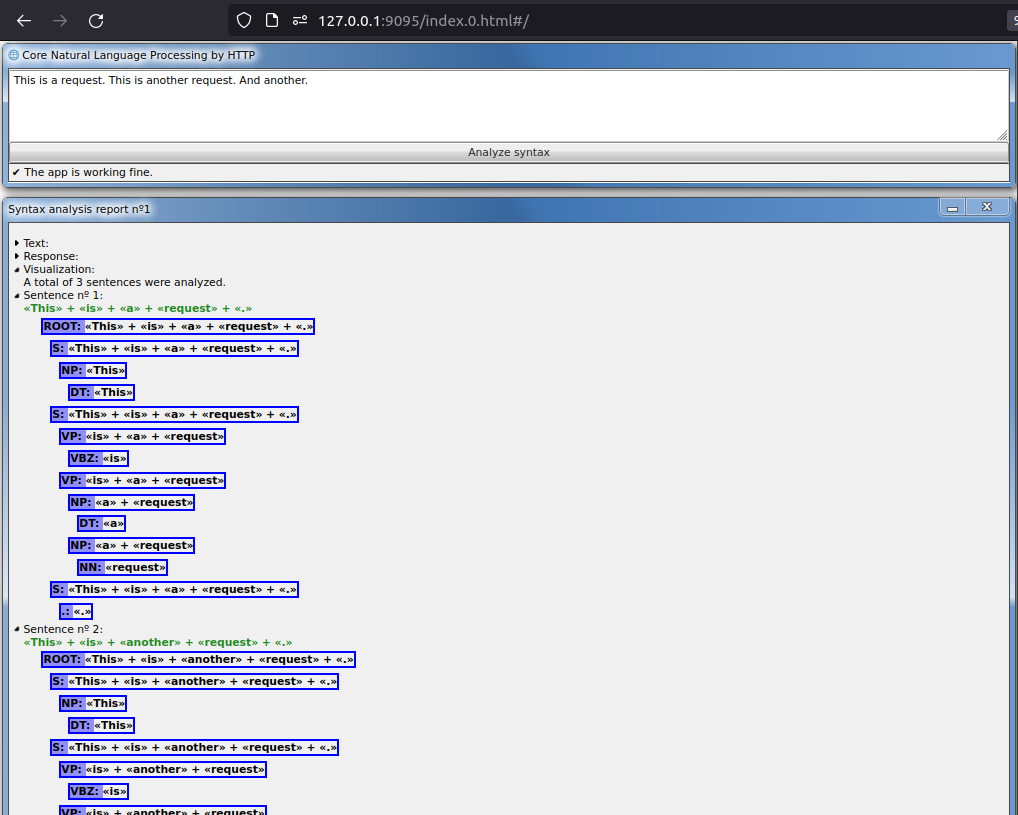 127.0.0.1:9095/index.0.html#/
Core Natural Language Processing by HTTP
This is a request. This is another request. And another.
Analyze syntax
✔ The app is working fine.
Syntax analysis report nº1
Text:
Response:
Visualization:
A total of 3 sentences were analyzed.
Sentence nº 1:
«This» + «is» + «a» + «request» + «.»
ROOT: «This» + «is» + «a» + «request» + «.»
S: «This» + «is» + «a» + «request» + «.»
NP: «This»
DT: «This»
S: «This» + «is» + «a» + «request» + «.»
VP: «is» + «a» + «request»
VBZ: «is»
VP: «is» + «a» + «request»
NP: «a» + «request»
DT: «a»
NP: «a» + «request»
NN: «request»
S: «This» + «is» + «a» + «request» + «.»
.: «.»
Sentence nº 2:
«This» + «is» + «another» + «request» + «.»
ROOT: «This» + «is» + «another» + «request» + «.»
S: «This» + «is» + «another» + «request» + «.»
NP: «This»
DT: «This»
S: «This» + «is» + «another» + «request» + «.»
VP: «is» + «another» + «request»
VBZ: «is»
VP: «is» + «another» + «request»